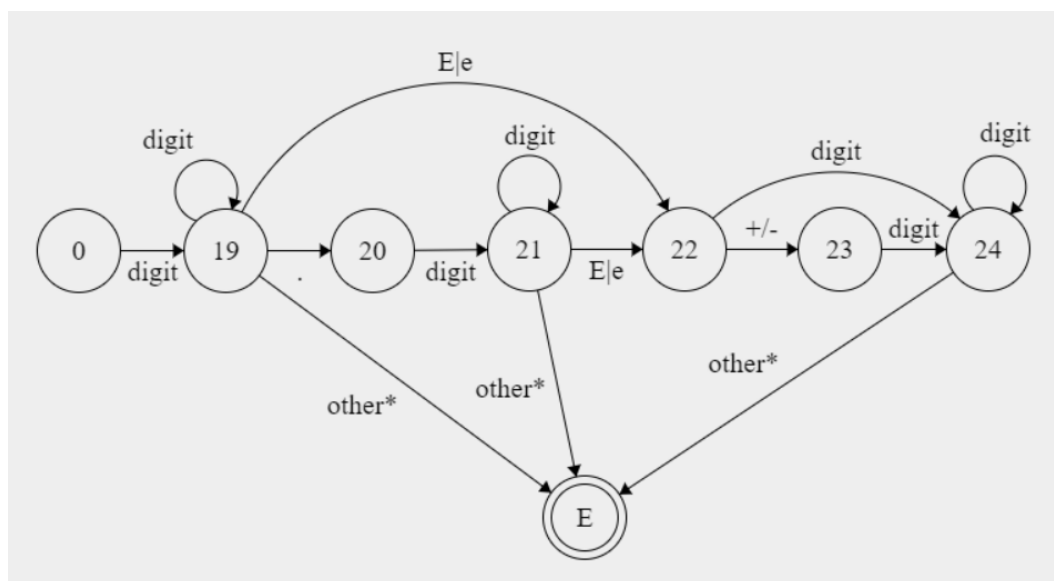 E|e
digit
digit
digit
digit
0
19
20
21
22
+/-
23
digit
24
digit
.
digit
E|e
other*
other*
other*
E